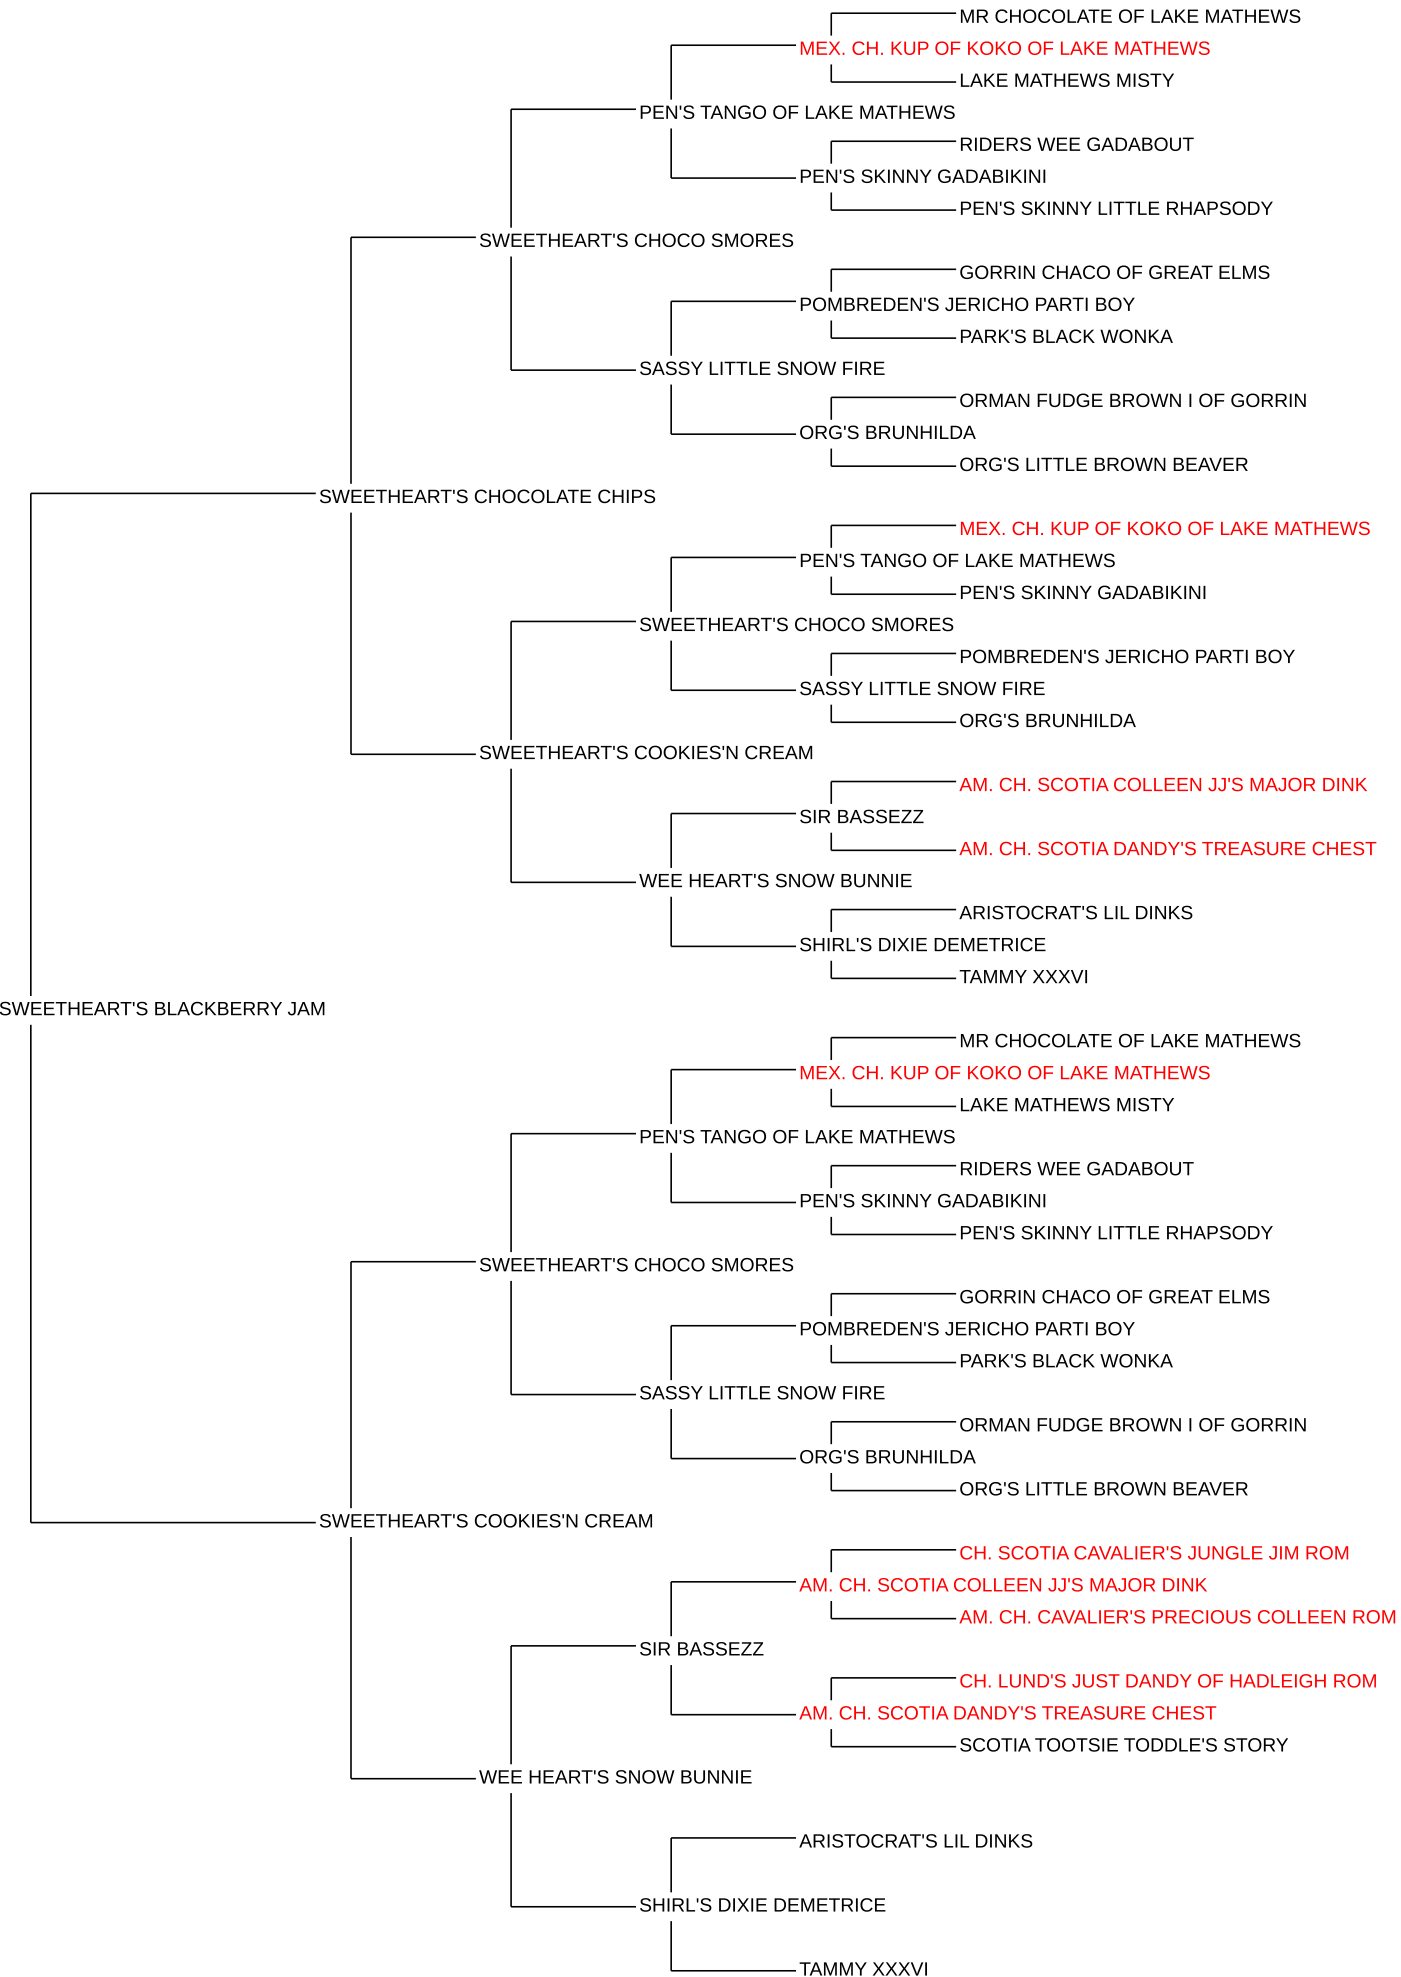 MR CHOCOLATE OF LAKE MATHEWS
MEX. CH. KUP OF KOKO OF LAKE MATHEWS
LAKE MATHEWS MISTY
PEN'S TANGO OF LAKE MATHEWS
RIDERS WEE GADABOUT
PEN'S SKINNY GADABIKINI
PEN'S SKINNY LITTLE RHAPSODY
SWEETHEART'S CHOCO SMORES
GORRIN CHACO OF GREAT ELMS
POMBREDEN'S JERICHO PARTI BOY
PARK'S BLACK WONKA
SASSY LITTLE SNOW FIRE
ORMAN FUDGE BROWN I OF GORRIN
ORG'S BRUNHILDA
ORG'S LITTLE BROWN BEAVER
SWEETHEART'S CHOCOLATE CHIPS
MEX. CH. KUP OF KOKO OF LAKE MATHEWS
PEN'S TANGO OF LAKE MATHEWS
PEN'S SKINNY GADABIKINI
SWEETHEART'S CHOCO SMORES
POMBREDEN'S JERICHO PARTI BOY
SASSY LITTLE SNOW FIRE
ORG'S BRUNHILDA
SWEETHEART'S COOKIES'N CREAM
AM. CH. SCOTIA COLLEEN JJ'S MAJOR DINK
SIR BASSEZZ
AM. CH. SCOTIA DANDY'S TREASURE CHEST
WEE HEART'S SNOW BUNNIE
ARISTOCRAT'S LIL DINKS
SHIRL'S DIXIE DEMETRICE
TAMMY XXXVI
SWEETHEART'S BLACKBERRY JAM
MR CHOCOLATE OF LAKE MATHEWS
MEX. CH. KUP OF KOKO OF LAKE MATHEWS
LAKE MATHEWS MISTY
PEN'S TANGO OF LAKE MATHEWS
RIDERS WEE GADABOUT
PEN'S SKINNY GADABIKINI
PEN'S SKINNY LITTLE RHAPSODY
SWEETHEART'S CHOCO SMORES
GORRIN CHACO OF GREAT ELMS
POMBREDEN'S JERICHO PARTI BOY
PARK'S BLACK WONKA
SASSY LITTLE SNOW FIRE
ORMAN FUDGE BROWN I OF GORRIN
ORG'S BRUNHILDA
ORG'S LITTLE BROWN BEAVER
SWEETHEART'S COOKIES'N CREAM
CH. SCOTIA CAVALIER'S JUNGLE JIM ROM
AM. CH. SCOTIA COLLEEN JJ'S MAJOR DINK
AM. CH. CAVALIER'S PRECIOUS COLLEEN ROM
SIR BASSEZZ
CH. LUND'S JUST DANDY OF HADLEIGH ROM
AM. CH. SCOTIA DANDY'S TREASURE CHEST
SCOTIA TOOTSIE TODDLE'S STORY
WEE HEART'S SNOW BUNNIE
ARISTOCRAT'S LIL DINKS
SHIRL'S DIXIE DEMETRICE
TAMMY XXXVI